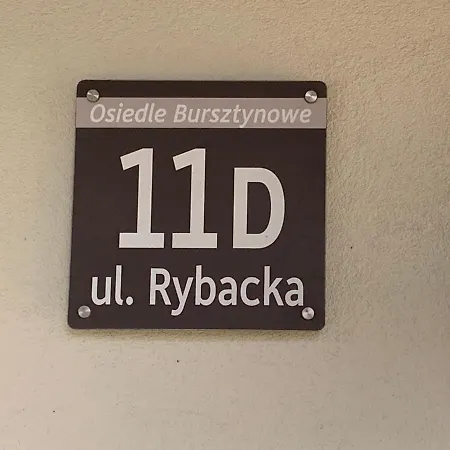 Osiedle Bursztynowe
11D
ul. Rybacka